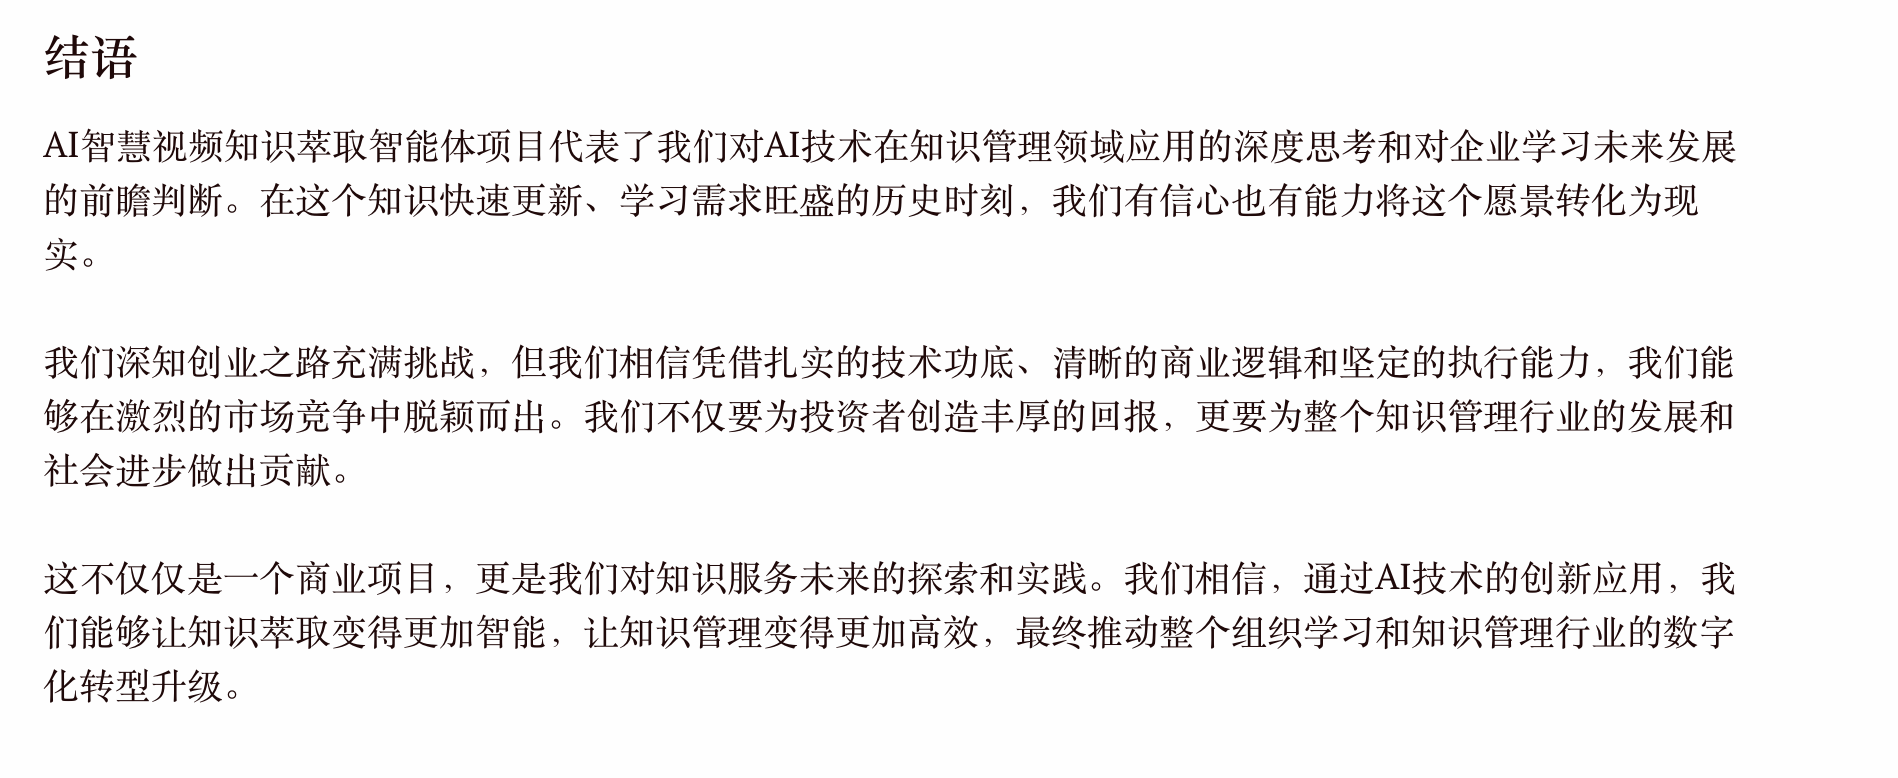 结语
AI智慧视频知识萃取智能体项目代表了我们对AI技术在知识管理领域应用的深度思考和对企业学习未来发展
的前瞻判断。在这个知识快速更新、学习需求旺盛的历史时刻，我们有信心也有能力将这个愿景转化为现
实。
我们深知创业之路充满挑战，但我们相信凭借扎实的技术功底、清晰的商业逻辑和坚定的执行能力，我们能
够在激烈的市场竞争中脱颖而出。我们不仅要为投资者创造丰厚的回报，更要为整个知识管理行业的发展和
社会进步做出贡献。
这不仅仅是一个商业项目，更是我们对知识服务未来的探索和实践。我们相信，通过AI技术的创新应用，我
们能够让知识萃取变得更加智能，让知识管理变得更加高效，最终推动整个组织学习和知识管理行业的数字
化转型升级。